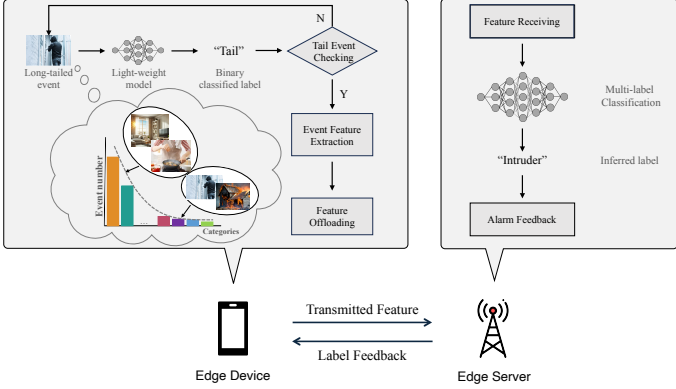 N
Long-tailed
event
Light-weight
model
“Tail”
Binary
classified label
Tail Event
Checking
Y
Event Feature
Extraction
Feature
Offloading
Event number
...
Categories
Feature Receiving
Multi-label
Classification
“Intruder”
Inferred label
Alarm Feedback
Transmitted Feature
Label Feedback
Edge Device
Edge Server